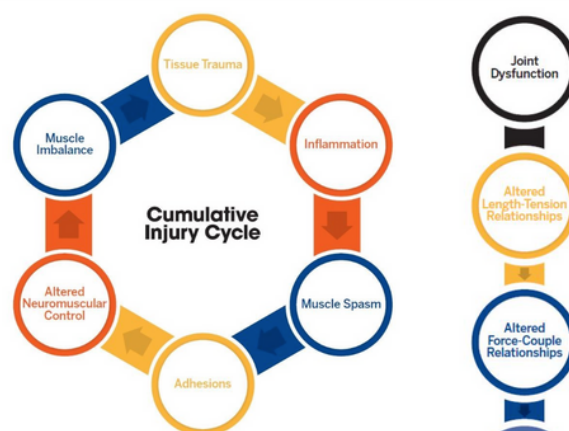 Tissue Trauma
Inflammation
Muscle Spasm
Adhesions
Altered
Neuromuscular
Control
Muscle
Imbalance
Cumulative
Injury Cycle
Joint
Dysfunction
Altered
Length-Tension
Relationships
Altered
Force-Couple
Relationships